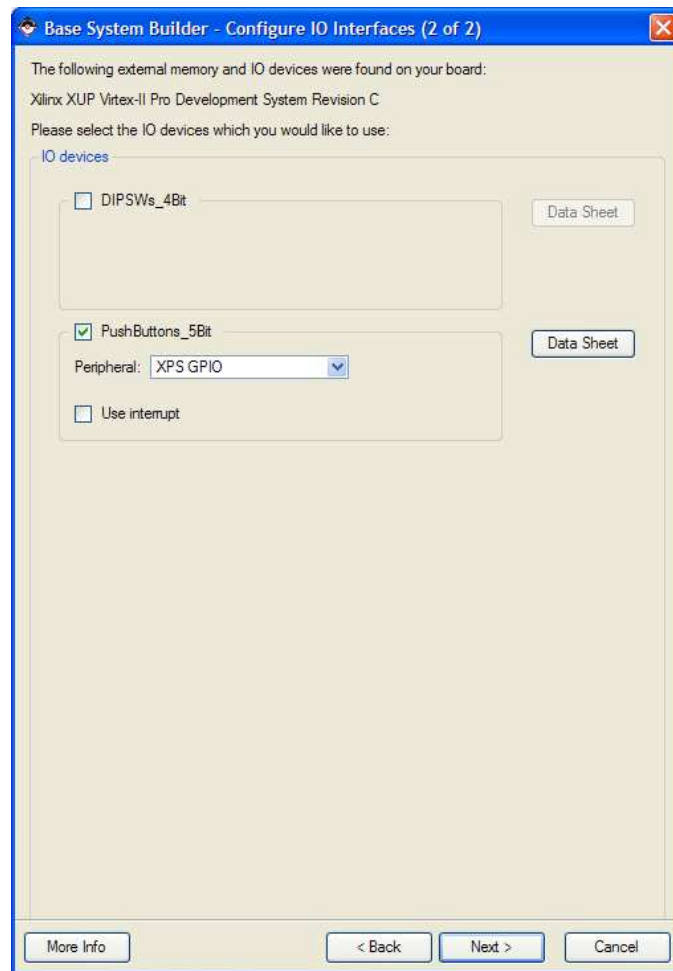 Base System Builder - Configure IO Interfaces (2 of 2)
The following external memory and IO devices were found on your board:
Xilinx XUP Virtex-II Pro Development System Revision C
Please select the IO devices which you would like to use:
IO devices
DIPSWs_4Bit
Data Sheet
PushButtons_5Bit
Data Sheet
Peripheral: XPS GPIO
Use interrupt
More Info < Back Next > Cancel